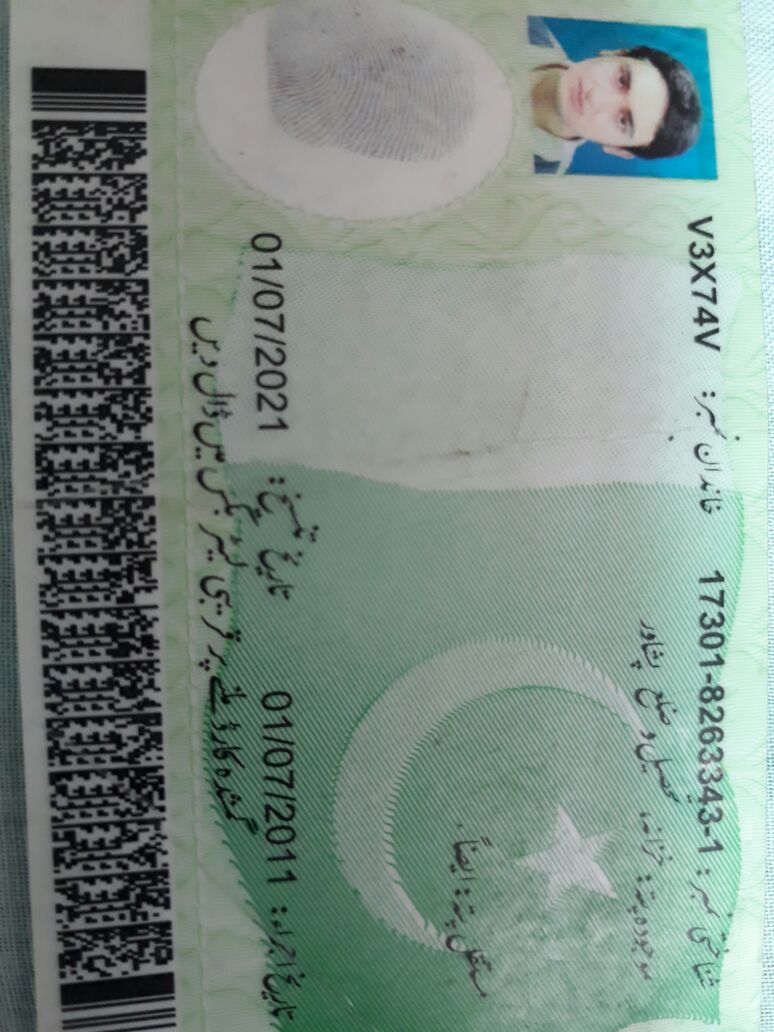 شناختی نمبر: 17301-8263343-1 خاندان نمبر: V3X74V
موجودہ پتہ: خزانہ، تحصیل و ضلع پشاور
مستقل پتہ: ایضاً.
تاریخ اجراء: 01/07/2011 تاریخ تنسیخ: 01/07/2021
گمشدہ کارڈ ملنے پر قریبی لیٹر بکس میں ڈال دیں